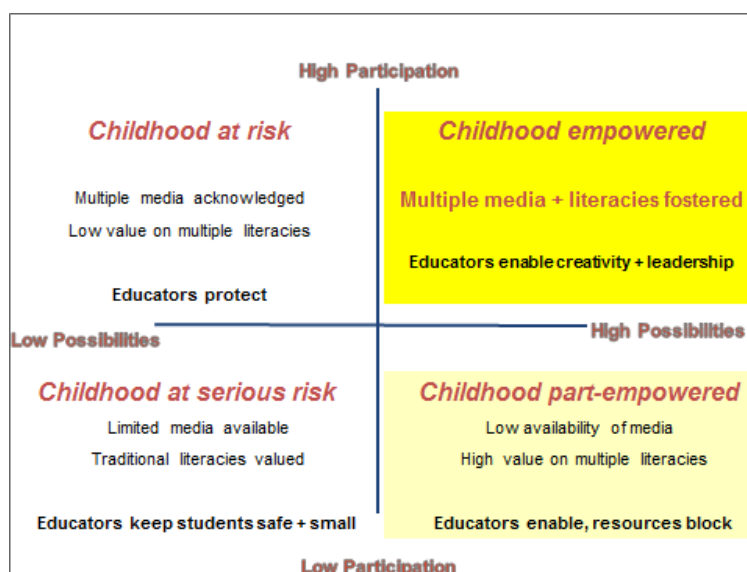 High Participation
Childhood at risk
Multiple media acknowledged
Low value on multiple literacies
Educators protect
Childhood empowered
Multiple media + literacies fostered
Educators enable creativity + leadership
Low Possibilities
High Possibilities
Childhood at serious risk
Limited media available
Traditional literacies valued
Educators keep students safe + small
Childhood part-empowered
Low availability of media
High value on multiple literacies
Educators enable, resources block
Low Participation